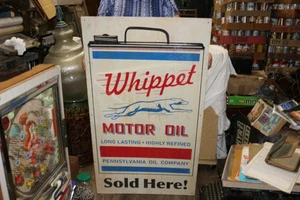 Whippet
MOTOR OIL
LONG LASTING • HIGHLY REFINED
PENNSYLVANIA OIL COMPANY
Sold Here!